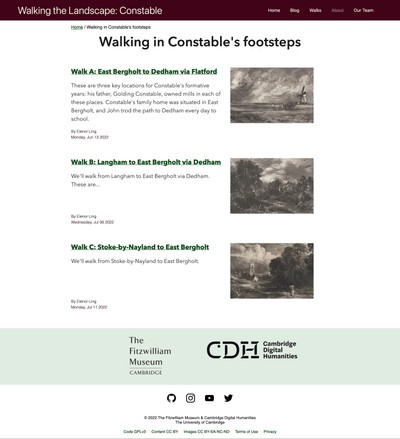 Walking the Landscape: Constable
Home Blog Walks About Our Team
Home / Walking in Constable's footsteps
Walking in Constable's footsteps
Walk A: East Bergholt to Dedham via Flatford
These are three key locations for Constable's formative
years: his father, Golding Constable, owned mills in each of
these places. Constable's family home was situated in East
Bergholt, and John trod the path to Dedham every day to
school.
By Elenor Ling
Monday, Jun 13 2022
Walk B: Langham to East Bergholt via Dedham
We'll walk from Langham to East Bergholt via Dedham.
These are...
By Elenor Ling
Wednesday, Jul 06 2022
Walk C: Stoke-by-Nayland to East Bergholt
We'll walk from Stoke-by-Nayland to East Bergholt.
By Elenor Ling
Monday, Jul 11 2022
The
Fitzwilliam
Museum
CAMBRIDGE
CDH Cambridge
Digital
Humanities
© 2022 The Fitzwilliam Museum & Cambridge Digital Humanities
The University of Cambridge
Code GPLv3 Content CC BY Images CC BY-SA-NC-ND Terms of Use Privacy